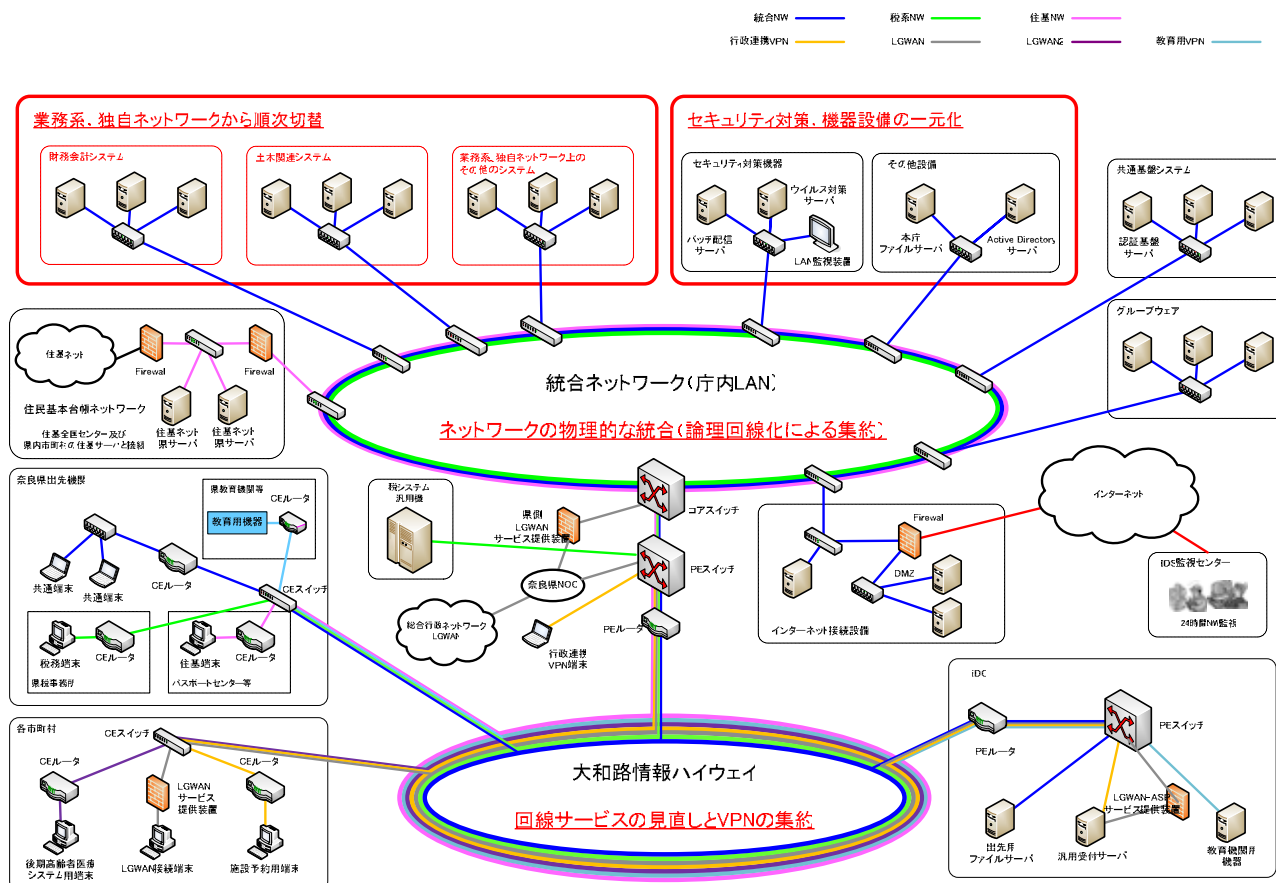 統合NW
税系NW
住基NW
行政連携VPN
LGWAN
LGWAN2
教育用VPN
業務系、独自ネットワークから順次切替
財務会計システム
土木関連システム
業務系、独自ネットワーク上の
その他のシステム
セキュリティ対策、機器設備の一元化
セキュリティ対策機器
ウイルス対策
サーバ
パッチ配信
サーバ
LAN監視装置
その他設備
本庁
ファイルサーバ
Active Directory
サーバ
共通基盤システム
認証基盤
サーバ
グループウェア
住基ネット
Firewal
Firewal
住民基本台帳ネットワーク
住基全国センター及び
県内市町村の住基サーバと接続
住基ネット
県サーバ
住基ネット
県サーバ
統合ネットワーク(庁内LAN)
ネットワークの物理的な統合(論理回線化による集約)
奈良県出先機関
県教育機関等
CEルータ
教育用機器
共通端末
共通端末
CEルータ
CEスイッチ
税務端末
CEルータ
県税事務所
住基端末
CEルータ
パスポートセンター等
税システム
汎用機
県側
LGWAN
サービス提供装置
コアスイッチ
PEスイッチ
奈良県NOC
総合行政ネットワーク
LGWAN
行政連携
VPN端末
PEルータ
Firewal
DMZ
インターネット接続設備
インターネット
IDS監視センター
24時間NW監視
各市町村
CEスイッチ
CEルータ
LGWAN
サービス
提供装置
CEルータ
後期高齢者医療
システム用端末
LGWAN接続端末
施設予約用端末
大和路情報ハイウェイ
回線サービスの見直しとVPNの集約
iDC
PEルータ
PEスイッチ
LGWAN-ASP
サービス提供装置
出先用
ファイルサーバ
汎用受付サーバ
教育機関用
機器